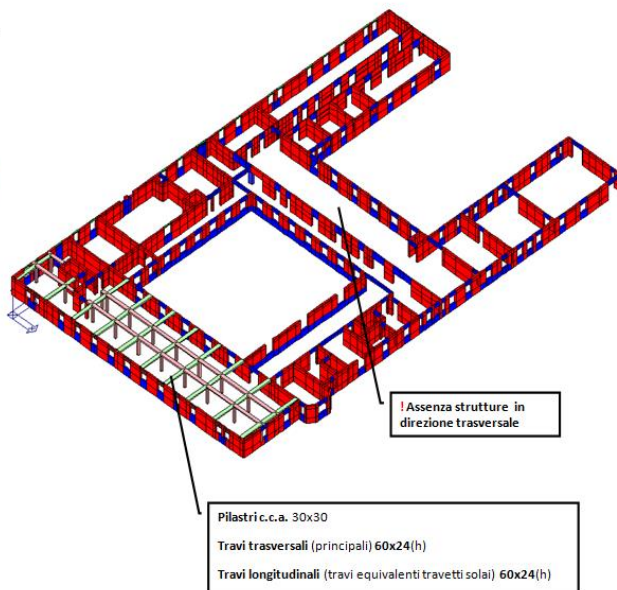 ! Assenza strutture in
direzione trasversale
Pilastri c.c.a. 30x30
Travi trasversali (principali) 60x24(h)
Travi longitudinali (travi equivalenti travetti solai) 60x24(h)